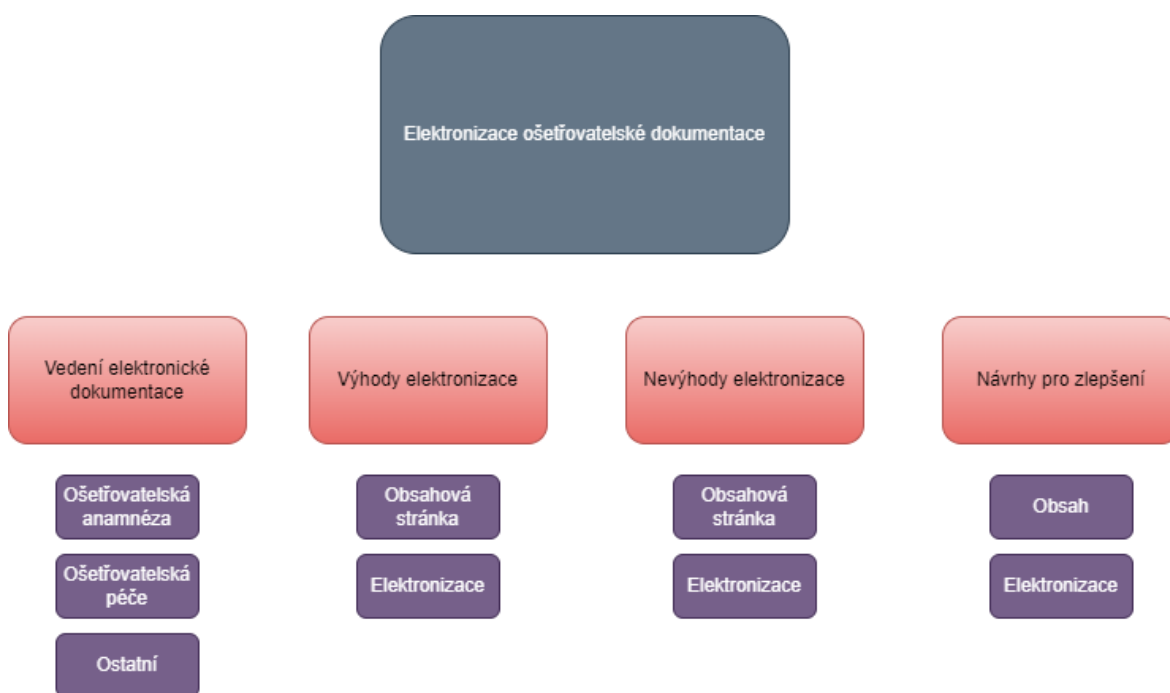 Elektronizace ošetřovatelské dokumentace
Vedení elektronické
dokumentace
Výhody elektronizace
Nevýhody elektronizace
Návrhy pro zlepšení
Ošetřovatelská
anamnéza
Obsahová
stránka
Obsahová
stránka
Obsah
Ošetřovatelská
péče
Elektronizace
Elektronizace
Elektronizace
Ostatní